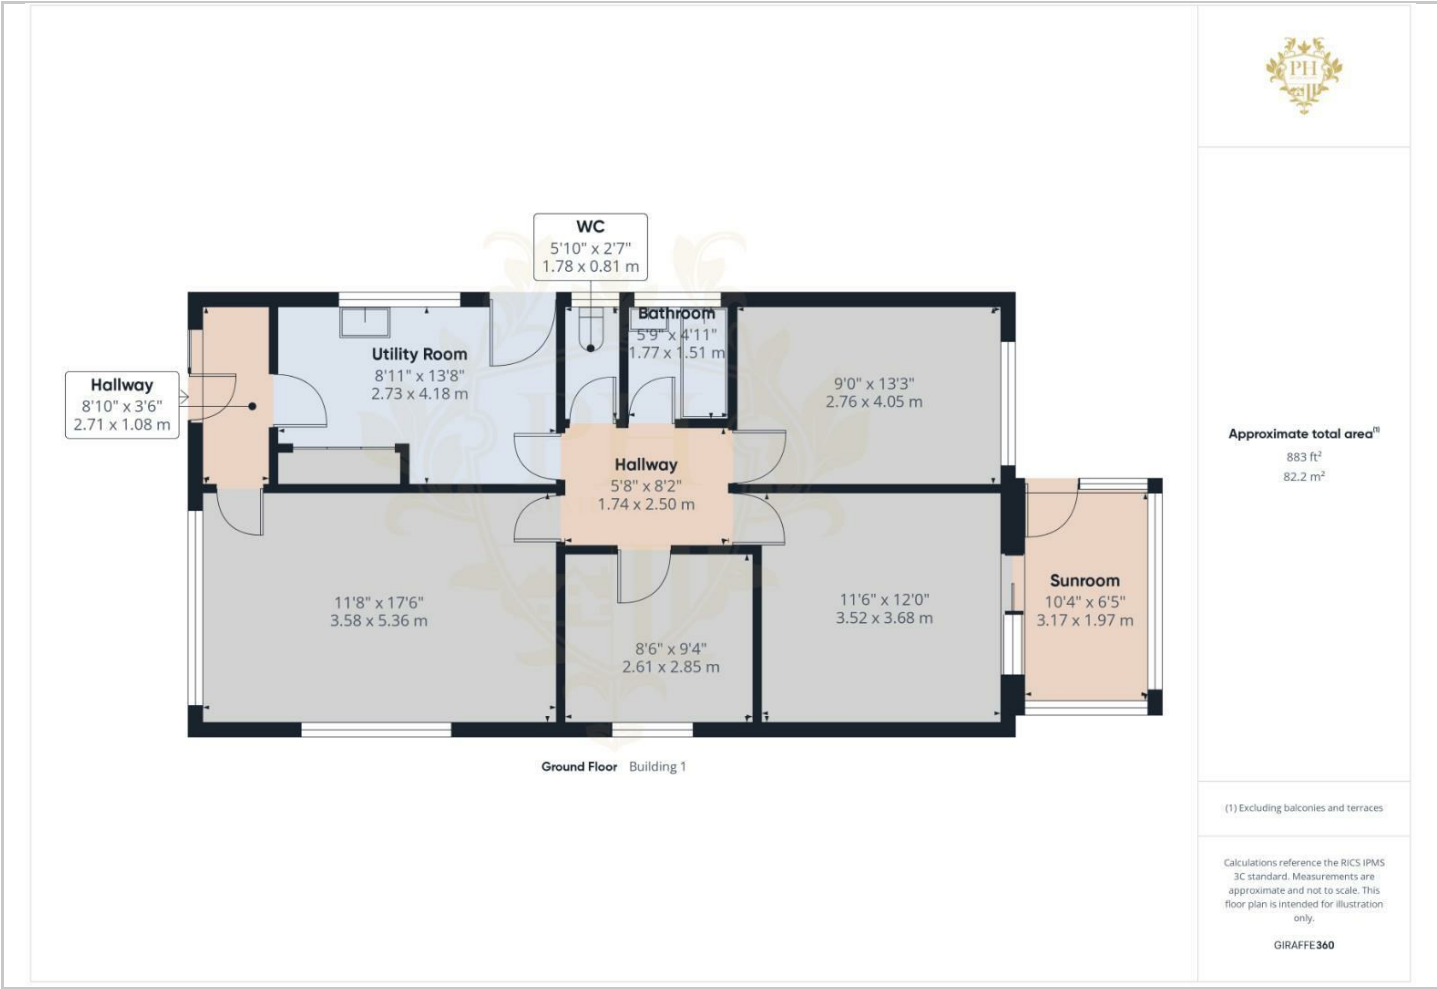 PH
WC
5'10" x 2'7"
1.78 x 0.81 m
Bathroom
5'9" x 4'11"
1.77 x 1.51 m
Utility Room
8'11" x 13'8"
2.73 x 4.18 m
Hallway
8'10" x 3'6"
2.71 x 1.08 m
9'0" x 13'3"
2.76 x 4.05 m
Hallway
5'8" x 8'2"
1.74 x 2.50 m
11'8" x 17'6"
3.58 x 5.36 m
8'6" x 9'4"
2.61 x 2.85 m
11'6" x 12'0"
3.52 x 3.68 m
Sunroom
10'4" x 6'5"
3.17 x 1.97 m
PH
Ground Floor Building 1
Approximate total area⁽¹⁾
883 ft²
82.2 m²
(1) Excluding balconies and terraces
Calculations reference the RICS IPMS
3C standard. Measurements are
approximate and not to scale. This
floor plan is intended for illustration
only.
GIRAFFE360